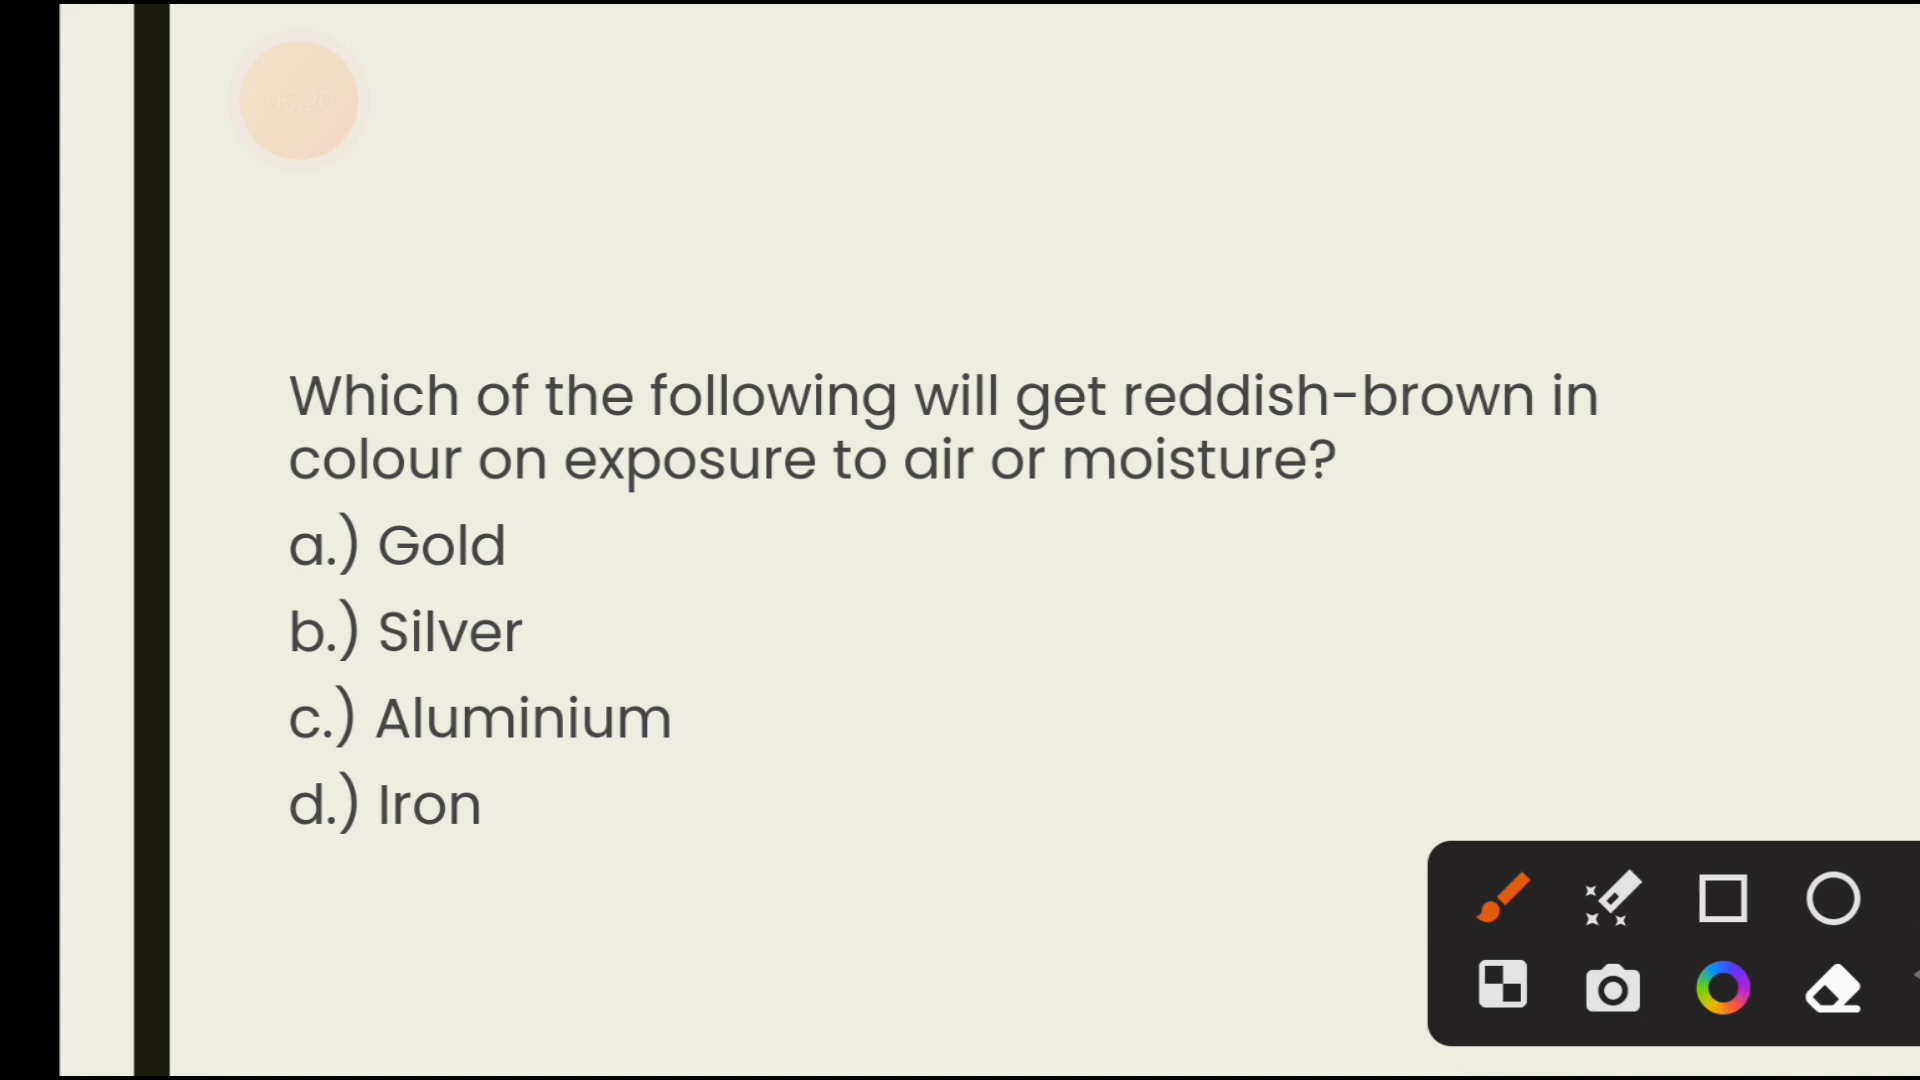 Which of the following will get reddish-brown in
colour on exposure to air or moisture?
a.) Gold
b.) Silver
c.) Aluminium
d.) Iron